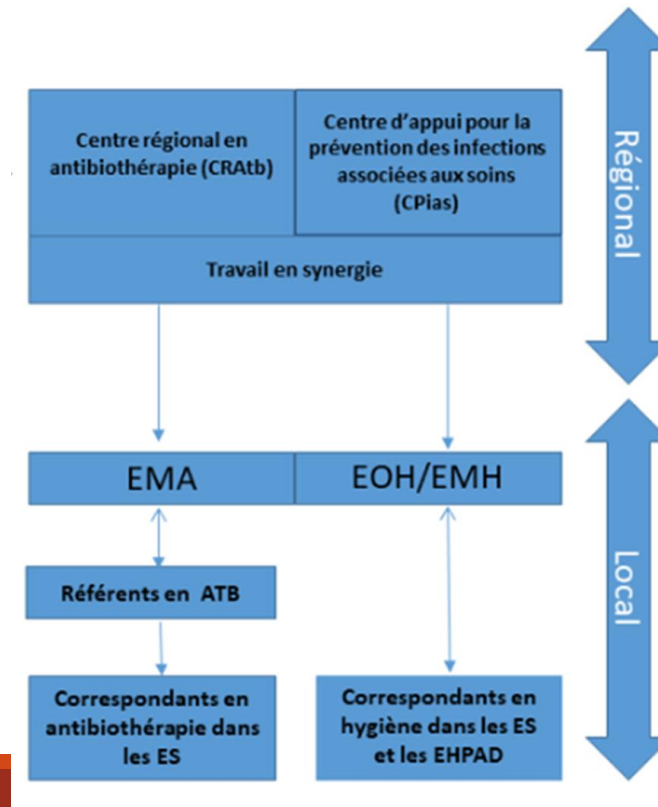 Centre régional en
antibiothérapie (CRAtb)
Centre d'appui pour la
prévention des infections
associées aux soins
(CPias)
Travail en synergie
Régional
EMA
EOH/EMH
Référents en ATB
Correspondants en
antibiothérapie dans
les ES
Correspondants en
hygiène dans les ES
et les EHPAD
Local